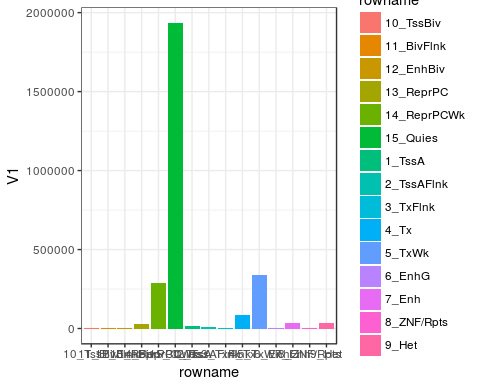 rowname
2000000
1500000
1000000
500000
0
V1
rowname
10_TssBiv
11_BivFlnk
12_EnhBiv
13_ReprPC
14_ReprPCWk
15_Quies
1_TssA
2_TssAFlnk
3_TxFlnk
4_Tx
5_TxWk
6_EnhG
7_Enh
8_ZNF/Rpts
9_Het